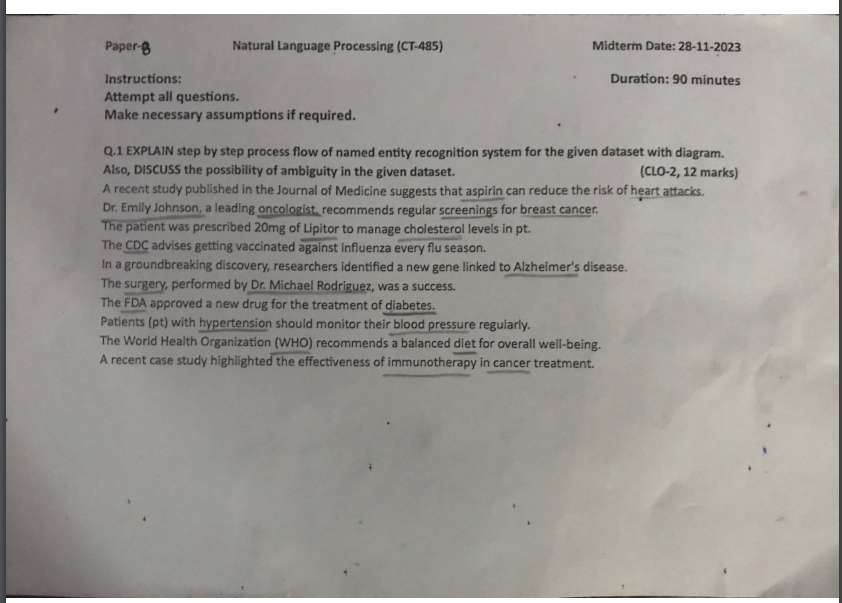 Paper-B Natural Language Processing (CT-485) Midterm Date: 28-11-2023
Instructions: Duration: 90 minutes
Attempt all questions.
Make necessary assumptions if required.
Q.1 EXPLAIN step by step process flow of named entity recognition system for the given dataset with diagram.
Also, DISCUSS the possibility of ambiguity in the given dataset. (CLO-2, 12 marks)
A recent study published in the Journal of Medicine suggests that aspirin can reduce the risk of heart attacks.
Dr. Emily Johnson, a leading oncologist, recommends regular screenings for breast cancer.
The patient was prescribed 20mg of Lipitor to manage cholesterol levels in pt.
The CDC advises getting vaccinated against influenza every flu season.
In a groundbreaking discovery, researchers identified a new gene linked to Alzheimer's disease.
The surgery, performed by Dr. Michael Rodriguez, was a success.
The FDA approved a new drug for the treatment of diabetes.
Patients (pt) with hypertension should monitor their blood pressure regularly.
The World Health Organization (WHO) recommends a balanced diet for overall well-being.
A recent case study highlighted the effectiveness of immunotherapy in cancer treatment.